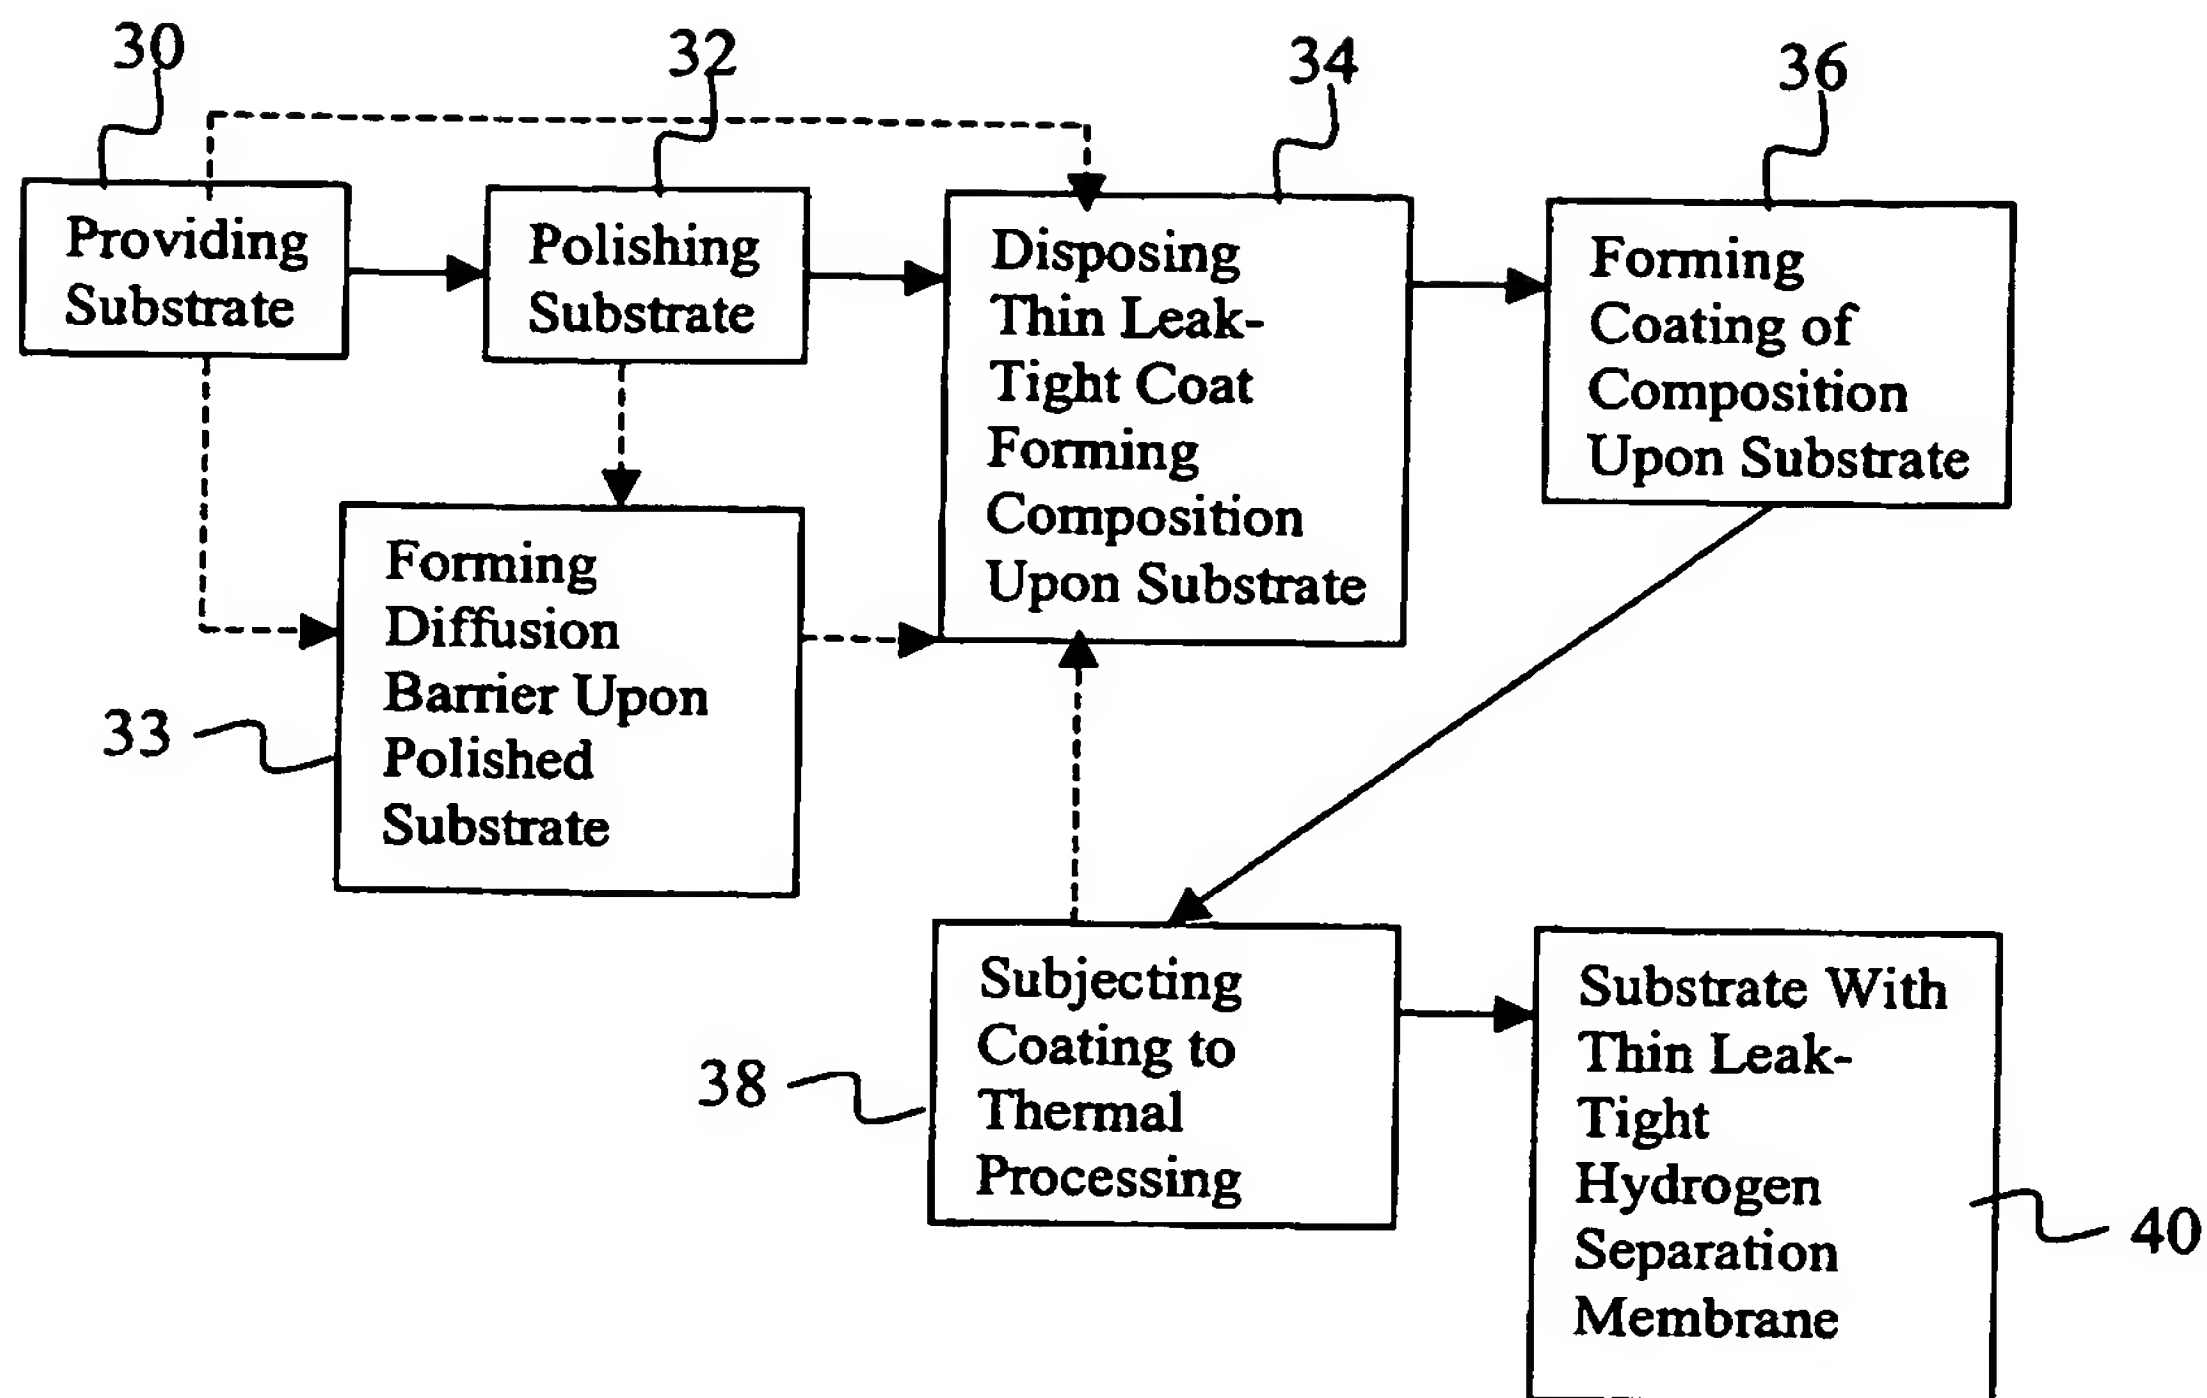 30
32
34
36
Providing
Substrate
Polishing
Substrate
Disposing
Thin Leak-
Tight Coat
Forming
Composition
Upon Substrate
Forming
Coating of
Composition
Upon Substrate
33
Forming
Diffusion
Barrier Upon
Polished
Substrate
38
Subjecting
Coating to
Thermal
Processing
Substrate With
Thin Leak-
Tight
Hydrogen
Separation
Membrane
40